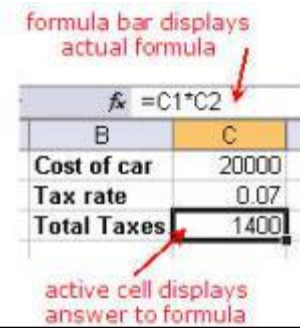 formula bar displays
actual formula
fx =C1*C2
B C
Cost of car 20000
Tax rate 0.07
Total Taxes 1400
active cell displays
answer to formula